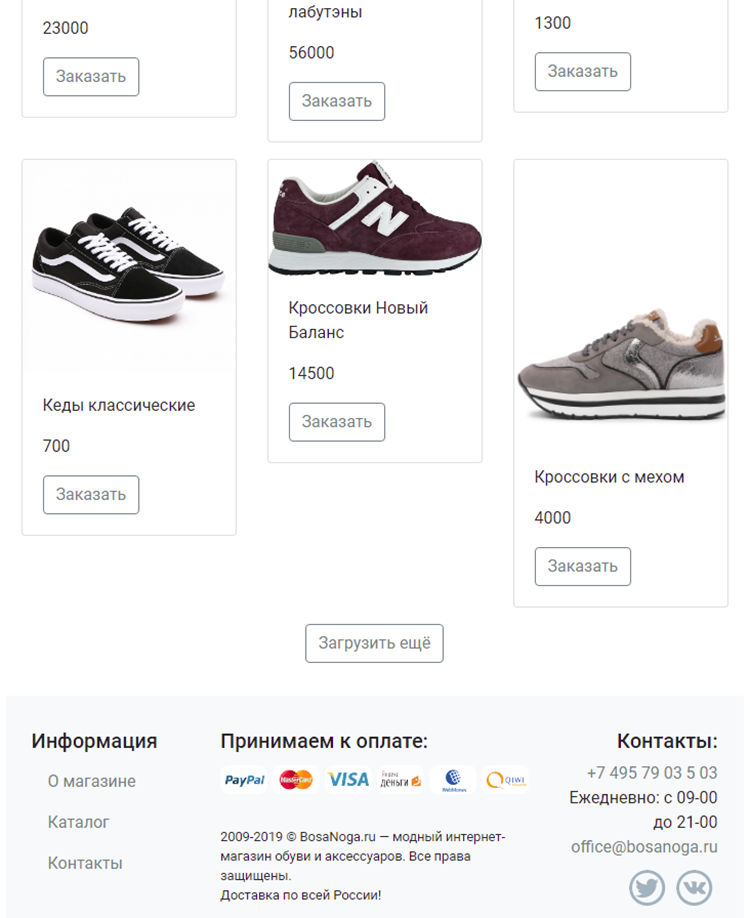 23000
Заказать
лабутэны
56000
Заказать
1300
Заказать
Кеды классические
700
Заказать
N
Кроссовки Новый
Баланс
14500
Заказать
Кроссовки с мехом
4000
Заказать
Загрузить ещё
Информация
О магазине
Каталог
Контакты
Принимаем к оплате:
PayPal
MasterCard
VISA
Яндекс
деньги
WebMoney
QIWI
2009-2019 © BosaNoga.ru — модный интернет-
магазин обуви и аксессуаров. Все права
защищены.
Доставка по всей России!
Контакты:
+7 495 79 03 5 03
Ежедневно: с 09-00
до 21-00
office@bosanoga.ru